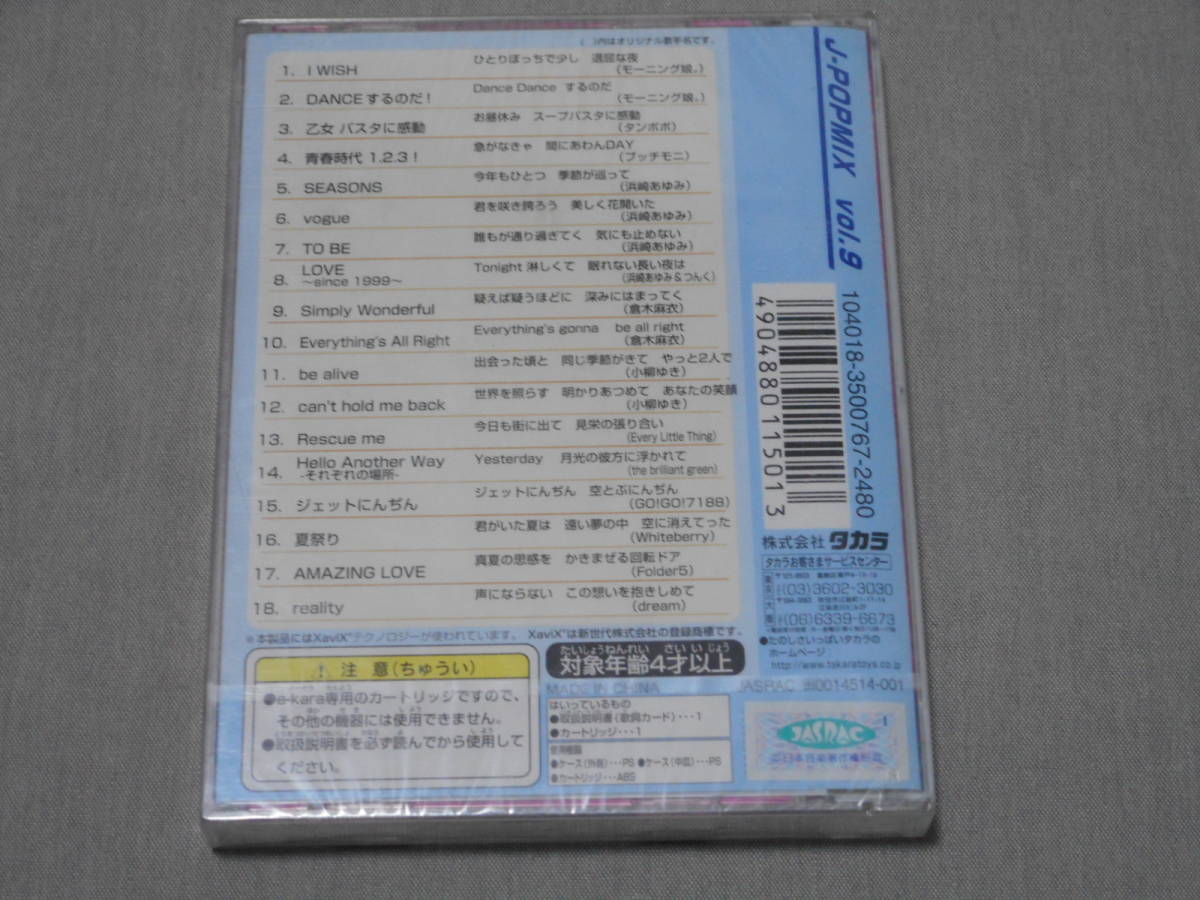 ( )内はオリジナル歌手名です。
1. I WISH ひとりぼっちで少し 退屈な夜
(モーニング娘。)
2. DANCEするのだ! Dance Dance するのだ
(モーニング娘。)
3. 乙女 パスタに感動 お昼休み スープパスタに感動
(タンポポ)
4. 青春時代 1.2.3! 急がなきゃ 間にあわんDAY
(プッチモニ)
5. SEASONS 今年もひとつ 季節が巡って
(浜崎あゆみ)
6. vogue 君を咲き誇ろう 美しく花開いた
(浜崎あゆみ)
7. TO BE 誰もが通り過ぎてく 気にも止めない
(浜崎あゆみ)
8. LOVE
~since 1999~ Tonight 淋しくて 眠れない長い夜は
(浜崎あゆみ&つんく)
9. Simply Wonderful 疑えば疑うほどに 深みにはまってく
(倉木麻衣)
10. Everything's All Right Everything's gonna be all right
(倉木麻衣)
11. be alive 出会った頃と 同じ季節がきて やっと2人で
(小柳ゆき)
12. can't hold me back 世界を照らす 明かりあつめて あなたの笑顔
(小柳ゆき)
13. Rescue me 今日も街に出て 見栄の張り合い
(Every Little Thing)
14. Hello Another Way
-それぞれの場所- Yesterday 月光の彼方に浮かれて
(the brilliant green)
15. ジェットにんぢん ジェットにんぢん 空とぶにんぢん
(GO!GO!7188)
16. 夏祭り 君がいた夏は 遠い夢の中 空に消えてった
(Whiteberry)
17. AMAZING LOVE 真夏の思惑を かきまぜる回転ドア
(Folder5)
18. reality 声にならない この想いを抱きしめて
(dream)
※本製品にはXaviX®テクノロジーが使われています。 XaviX®は新世代株式会社の登録商標です。
注 意(ちゅうい)
●e-kara専用のカートリッジですので、
その他の機器には使用できません。
●取扱説明書を必ず読んでから使用して
ください。
たいしょうねんれい さいいじょう
対象年齢4才以上
MADE IN CHINA JASRAC 0014514-001
はいっているもの
●取扱説明書(歌詞カード)・・・1
●カートリッジ・・・1
使用樹脂
●ケース(外装)・・・PS ●ケース(中皿)・・・PS
●カートリッジ・・・ABS
JASRAC
J-POPMIX vol.9
104018-3500767-2480
4904880115013
株式会社 タカラ
タカラお客さまサービスセンター
(03)3602-3030
(06)6339-6673
●たのしさいっぱいタカラの
ホームページ
http://www.takaratoys.co.jp